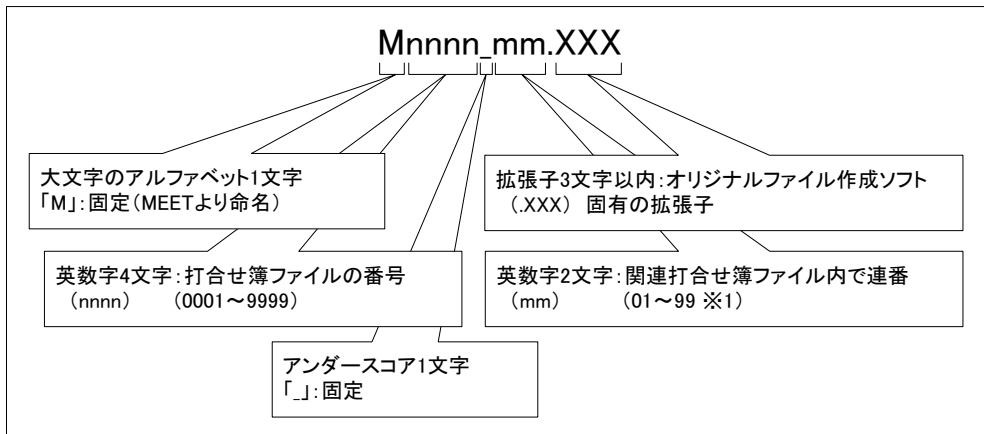 Mnnnn_mm.XXX
大文字のアルファベット1文字
「M」:固定(MEETより命名)
拡張子3文字以内:オリジナルファイル作成ソフト
(.XXX) 固有の拡張子
英数字4文字:打合せ簿ファイルの番号
(nnnn) (0001～9999)
英数字2文字:関連打合せ簿ファイル内で連番
(mm) (01～99 ※1)
アンダースコア1文字
「_」:固定